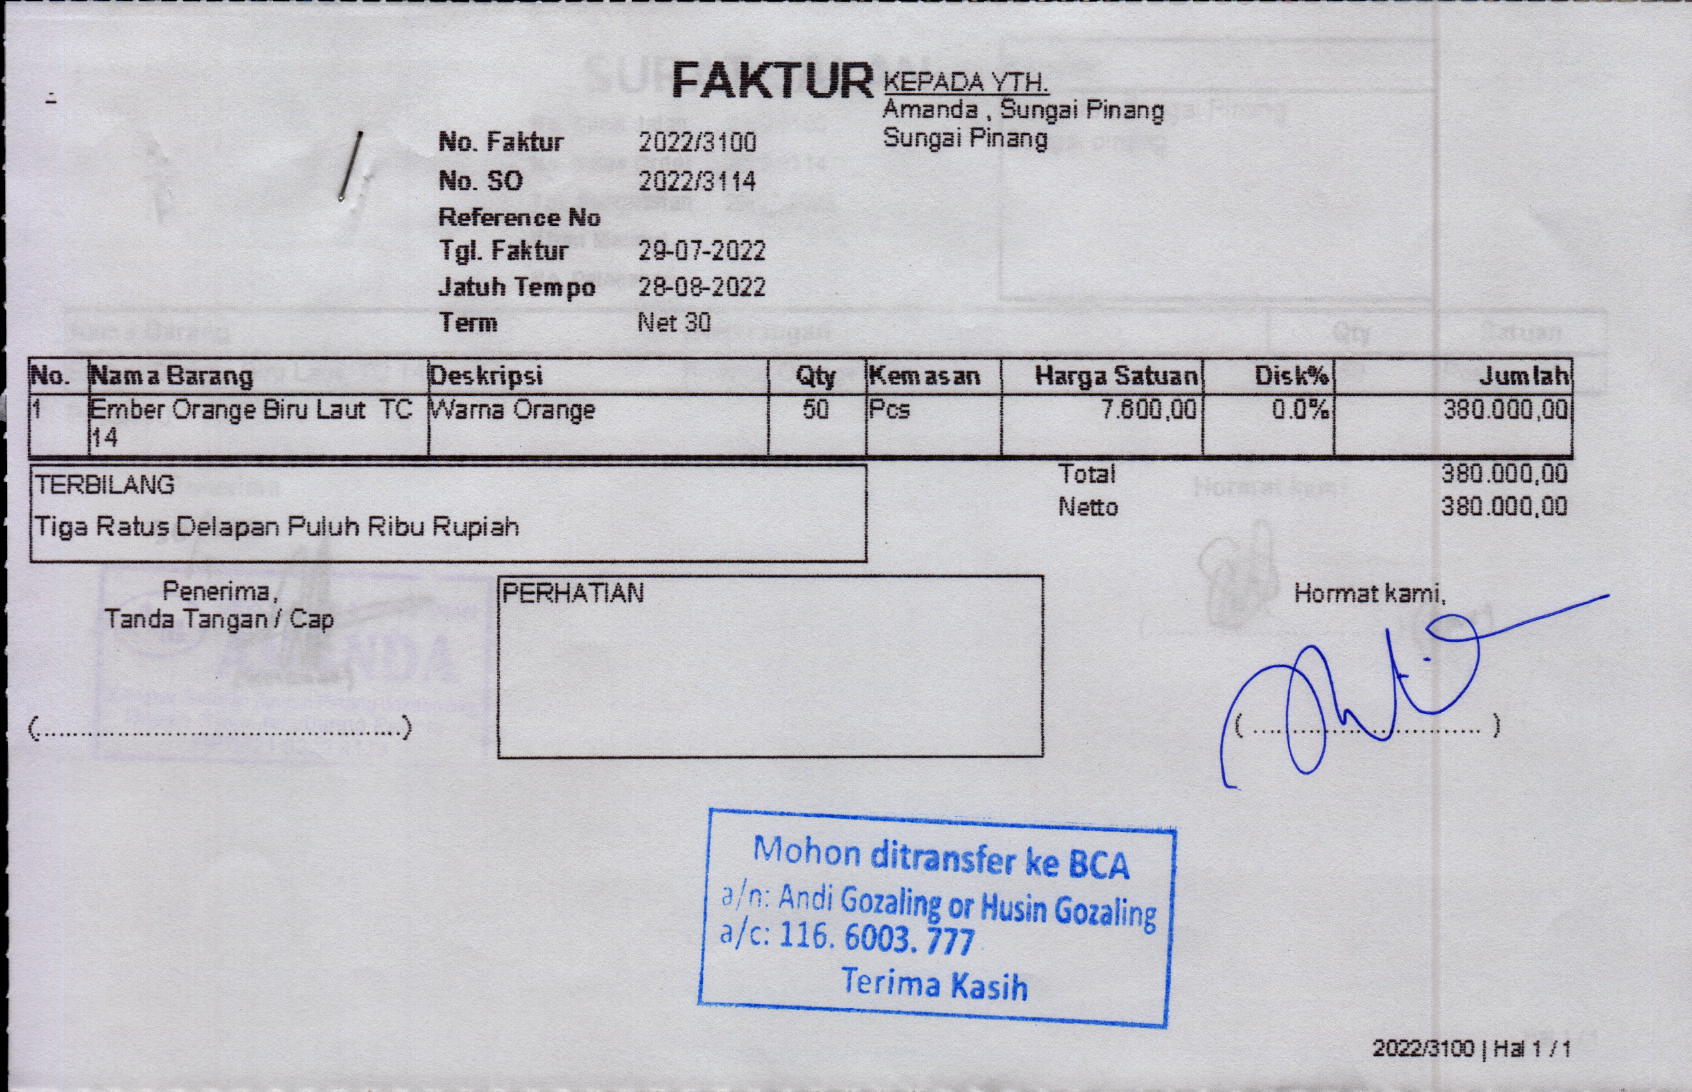 FAKTUR
KEPADA YTH.
Amanda , Sungai Pinang
Sungai Pinang
No. Faktur 2022/3100
No. SO 2022/3114
Reference No
Tgl. Faktur 29-07-2022
Jatuh Tempo 28-08-2022
Term Net 30
No. Nama Barang Deskripsi Qty Kemasan Harga Satuan Disk% Jumlah
1 Ember Orange Biru Laut TC Warna Orange 50 Pcs 7.600,00 0.0% 380.000,00
14
TERBILANG
Tiga Ratus Delapan Puluh Ribu Rupiah
Total 380.000,00
Netto 380.000,00
Penerima,
Tanda Tangan / Cap
(..........................................)
PERHATIAN
Hormat kami,
( ........................... )
Mohon ditransfer ke BCA
a/n: Andi Gozaling or Husin Gozaling
a/c: 116. 6003. 777
Terima Kasih
2022/3100 | Hal 1 / 1